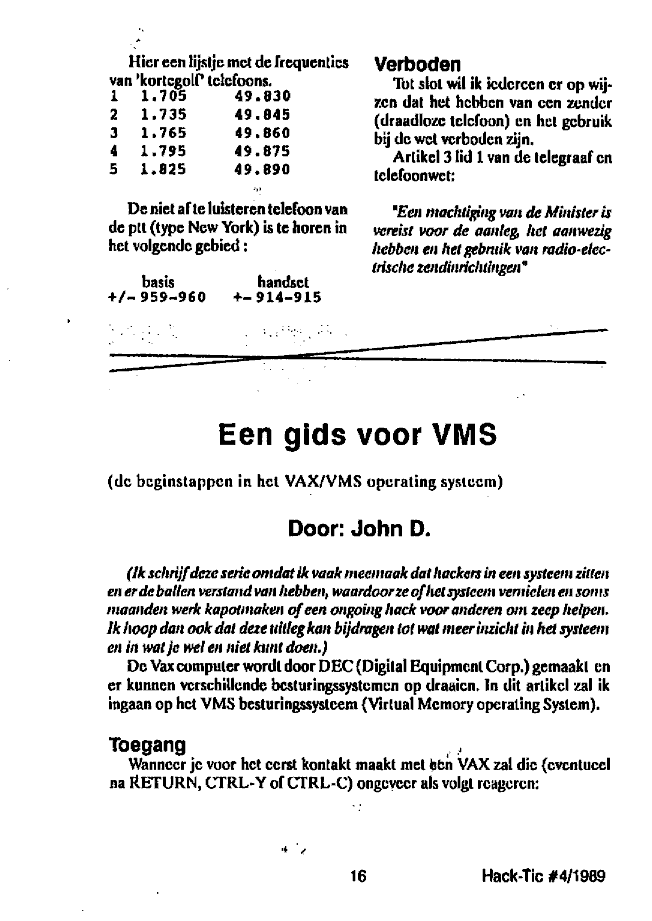 Hier een lijstje met de frequenties
van 'kortegolf' telefoons.
1 1.705 49.830
2 1.735 49.845
3 1.765 49.860
4 1.795 49.875
5 1.825 49.890
De niet af te luisteren telefoon van
de ptt (type New York) is te horen in
het volgende gebied :
basis handset
+/- 959-960 +- 914-915
Verboden
Tot slot wil ik iedereen er op wij-
zen dat het hebben van een zender
(draadloze telefoon) en het gebruik
bij de wet verboden zijn.
Artikel 3 lid 1 van de telegraaf en
telefoonwet:
"Een machtiging van de Minister is
vereist voor de aanleg, het aanwezig
hebben en het gebruik van radio-elec-
trische zendinrichtingen"
Een gids voor VMS
(de beginstappen in het VAX/VMS operating systeem)
Door: John D.
(Ik schrijf deze serie omdat ik vaak meemaak dat hackers in een systeem zitten
en er de ballen verstand van hebben, waardoor ze of het systeem vernielen en soms
maanden werk kapotmaken of een ongoing hack voor anderen om zeep helpen.
Ik hoop dan ook dat deze uitleg kan bijdragen tot wat meer inzicht in het systeem
en in wat je wel en niet kunt doen.)
De Vax computer wordt door DEC (Digital Equipment Corp.) gemaakt en
er kunnen verschillende besturingssystemen op draaien. In dit artikel zal ik
ingaan op het VMS besturingssysteem (Virtual Memory operating System).
Toegang
Wanneer je voor het eerst kontakt maakt met een VAX zal die (eventueel
na RETURN, CTRL-Y of CTRL-C) ongeveer als volgt reageren:
16 Hack-Tic #4/1989